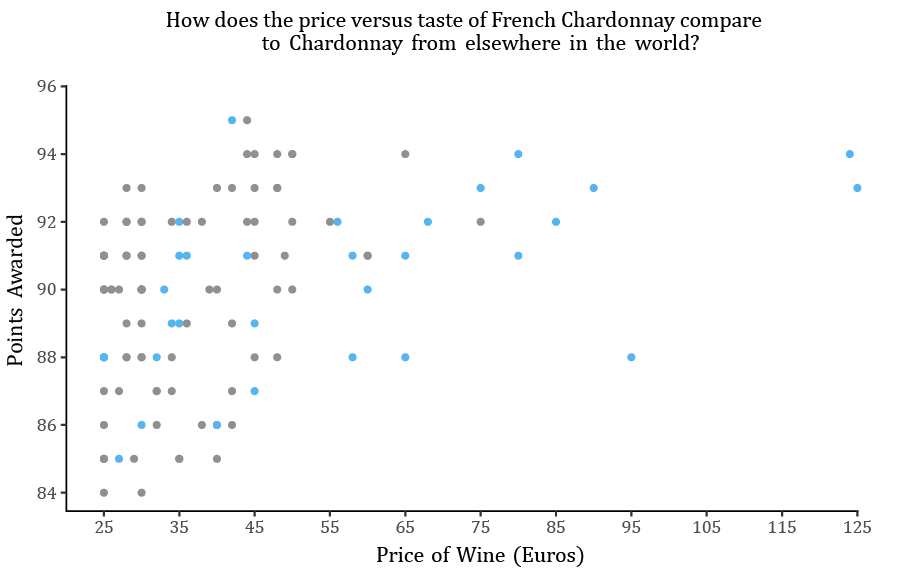 How does the price versus taste of French Chardonnay compare
to Chardonnay from elsewhere in the world?
96
94
92
90
88
86
84
Points Awarded
25 35 45 55 65 75 85 95 105 115 125
Price of Wine (Euros)